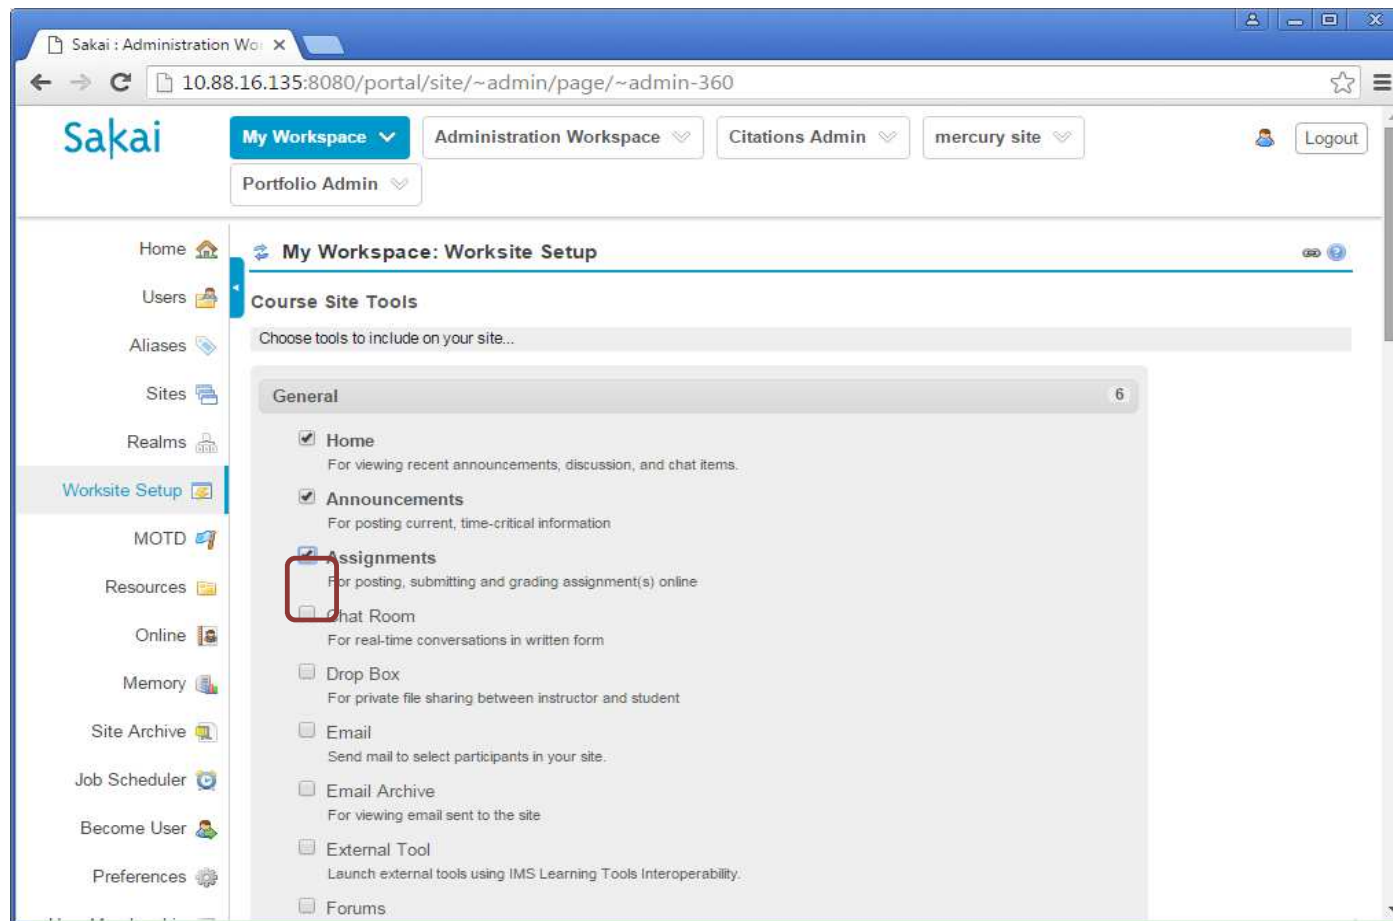 Sakai : Administration Wo
10.88.16.135:8080/portal/site/~admin/page/~admin-360
Sakai
My Workspace
Administration Workspace
Citations Admin
mercury site
Logout
Portfolio Admin
Home
Users
Aliases
Sites
Realms
Worksite Setup
MOTD
Resources
Online
Memory
Site Archive
Job Scheduler
Become User
Preferences
My Workspace: Worksite Setup
Course Site Tools
Choose tools to include on your site...
General
6
Home
For viewing recent announcements, discussion, and chat items.
Announcements
For posting current, time-critical information
Assignments
For posting, submitting and grading assignment(s) online
Chat Room
For real-time conversations in written form
Drop Box
For private file sharing between instructor and student
Email
Send mail to select participants in your site.
Email Archive
For viewing email sent to the site
External Tool
Launch external tools using IMS Learning Tools Interoperability.
Forums